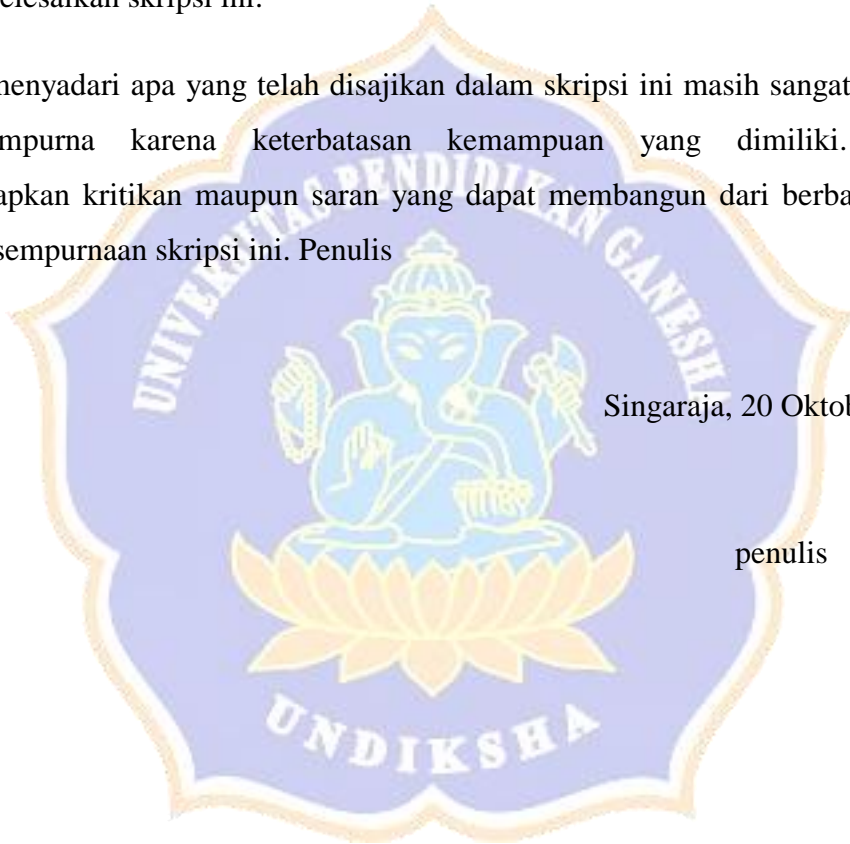 skripsi ini.
menyadari apa yang telah disajikan dalam skripsi ini masih sangat
mpurna karena keterbatasan kemampuan yang dimiliki.
apkan kritikan maupun saran yang dapat membangun dari berba
sempurnaan skripsi ini. Penulis
UNIVERSITAS PENDIDIKAN GANESHA
Singaraja, 20 Oktob
penulis
UNDIKSHA